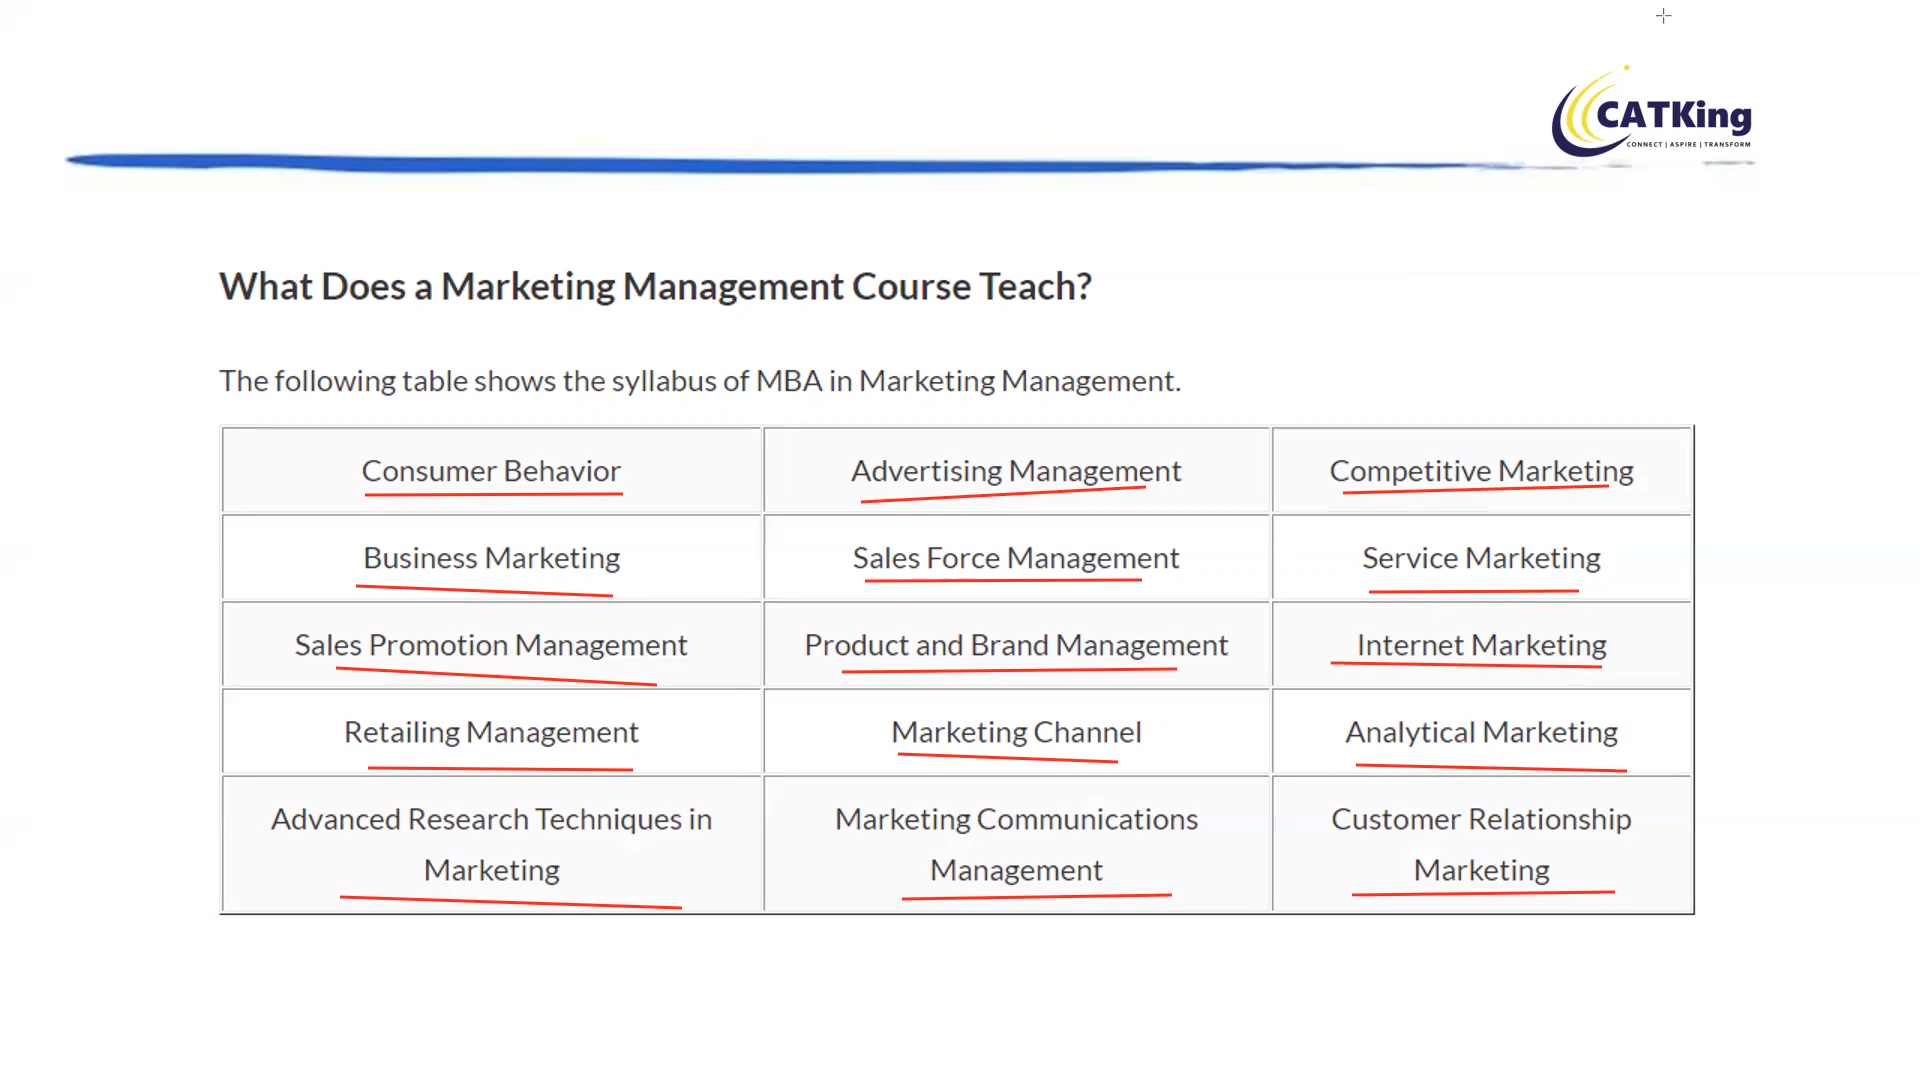 CATKing
CONNECT | ASPIRE | TRANSFORM
What Does a Marketing Management Course Teach?
The following table shows the syllabus of MBA in Marketing Management.
Consumer Behavior
Advertising Management
Competitive Marketing
Business Marketing
Sales Force Management
Service Marketing
Sales Promotion Management
Product and Brand Management
Internet Marketing
Retailing Management
Marketing Channel
Analytical Marketing
Advanced Research Techniques in
Marketing
Marketing Communications
Management
Customer Relationship
Marketing